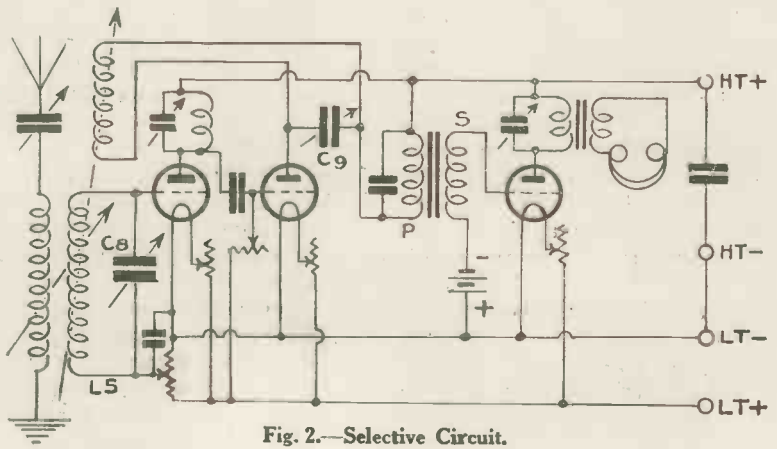 HT+
C9
S
C8
P
HT-
-
+
LT-
L5
LT+
Fig. 2.—Selective Circuit.